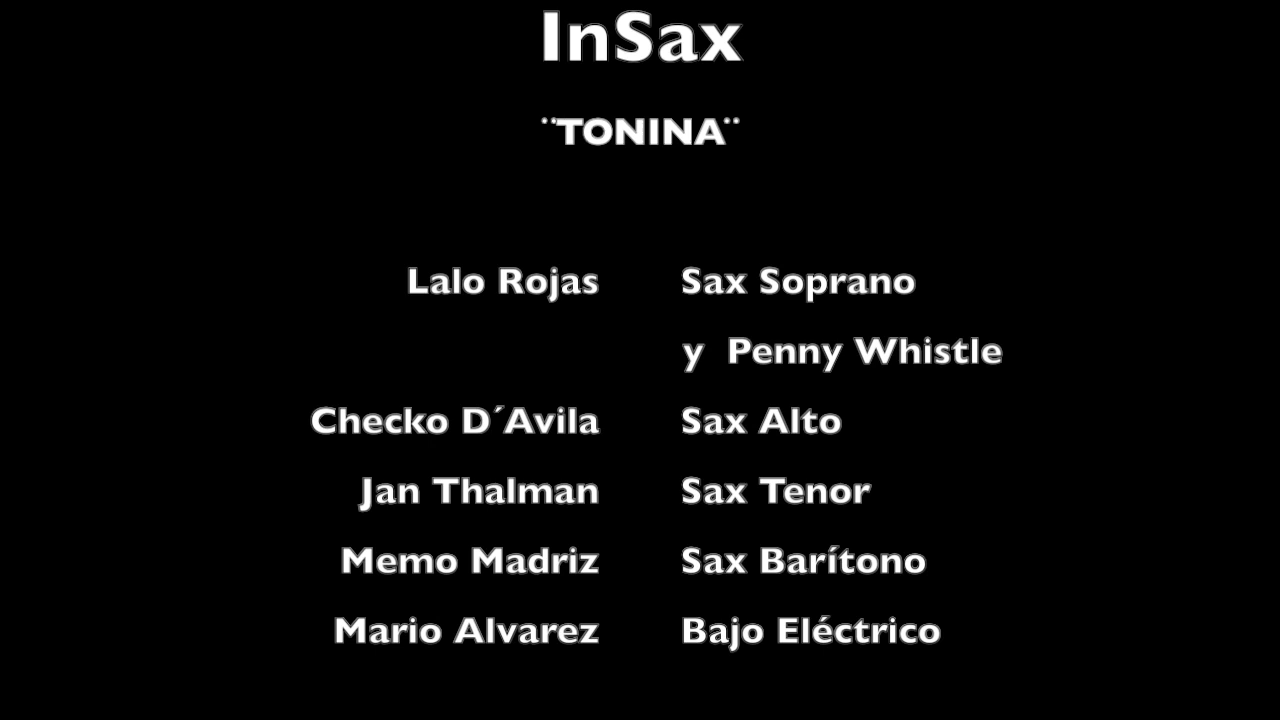 InSax
¨TONINA¨
Lalo Rojas Sax Soprano
y Penny Whistle
Checko D´Avila Sax Alto
Jan Thalman Sax Tenor
Memo Madriz Sax Barítono
Mario Alvarez Bajo Eléctrico